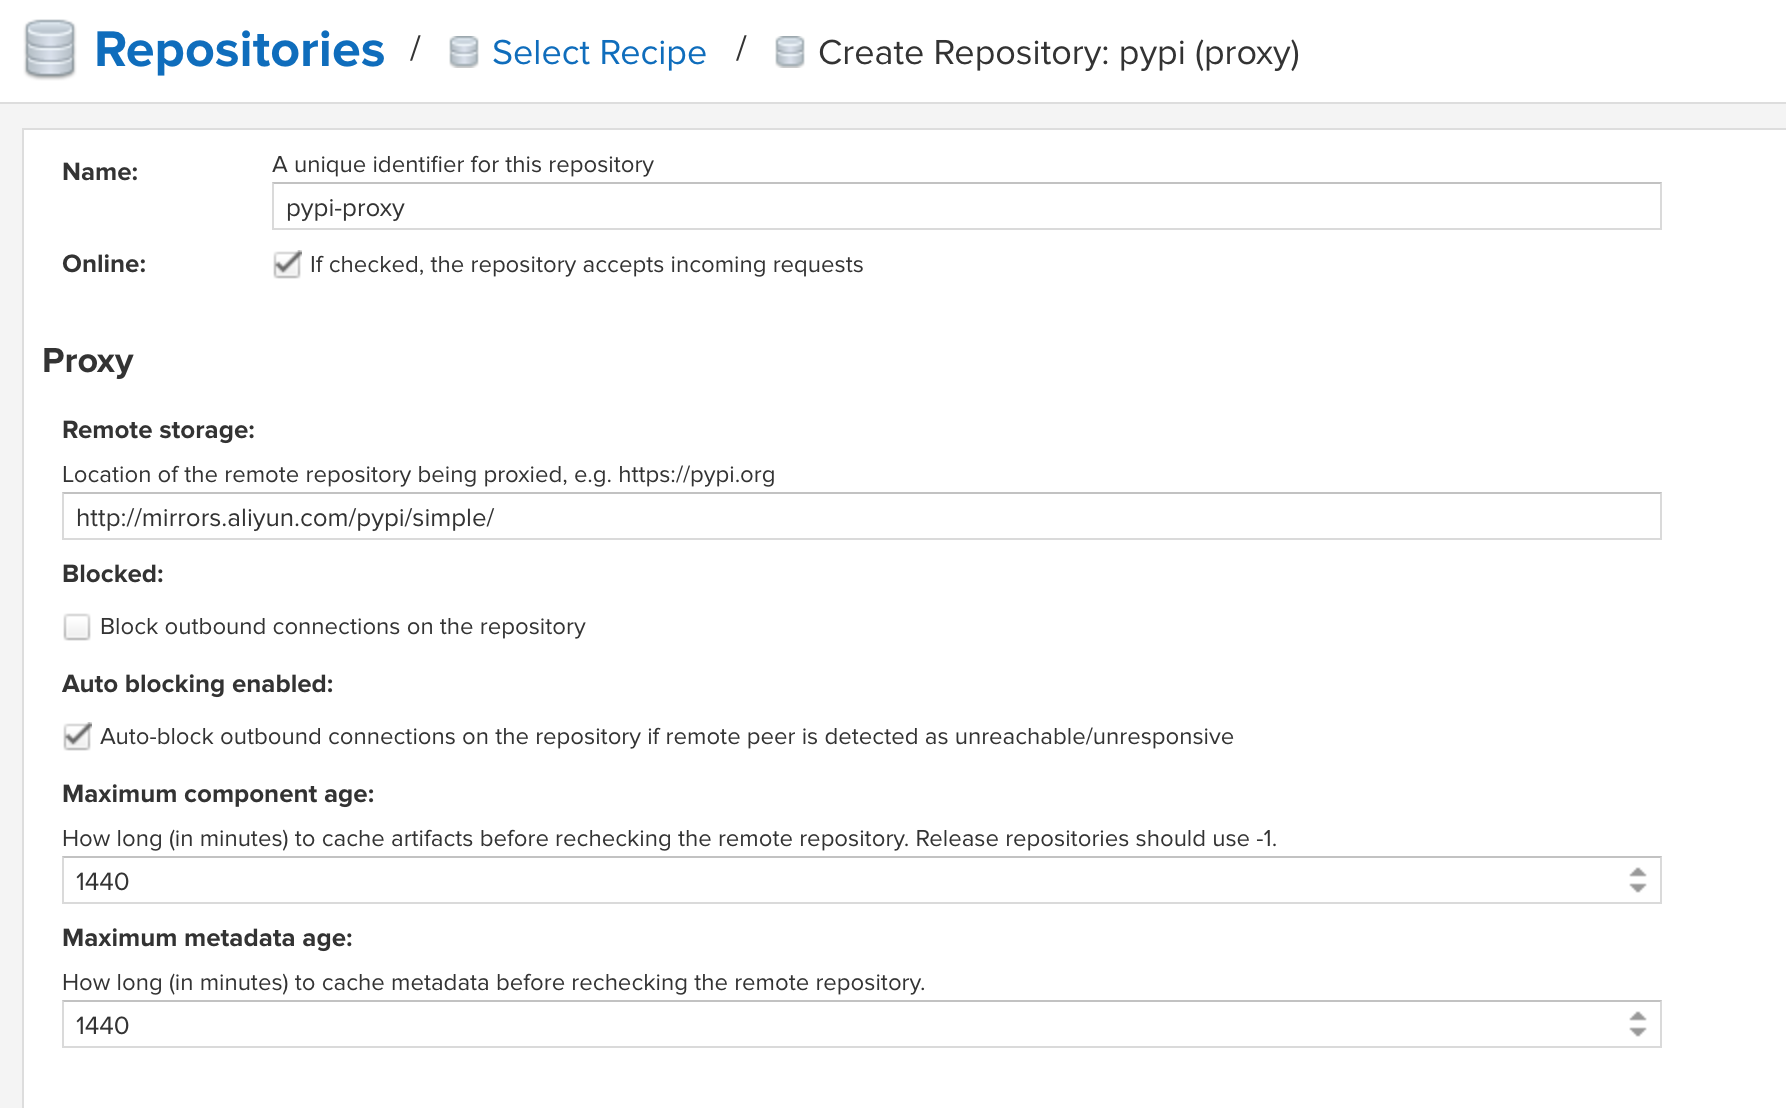 Repositories / Select Recipe / Create Repository: pypi (proxy)
Name:
A unique identifier for this repository
pypi-proxy
Online:
If checked, the repository accepts incoming requests
Proxy
Remote storage:
Location of the remote repository being proxied, e.g. https://pypi.org
http://mirrors.aliyun.com/pypi/simple/
Blocked:
Block outbound connections on the repository
Auto blocking enabled:
Auto-block outbound connections on the repository if remote peer is detected as unreachable/unresponsive
Maximum component age:
How long (in minutes) to cache artifacts before rechecking the remote repository. Release repositories should use -1.
1440
Maximum metadata age:
How long (in minutes) to cache metadata before rechecking the remote repository.
1440